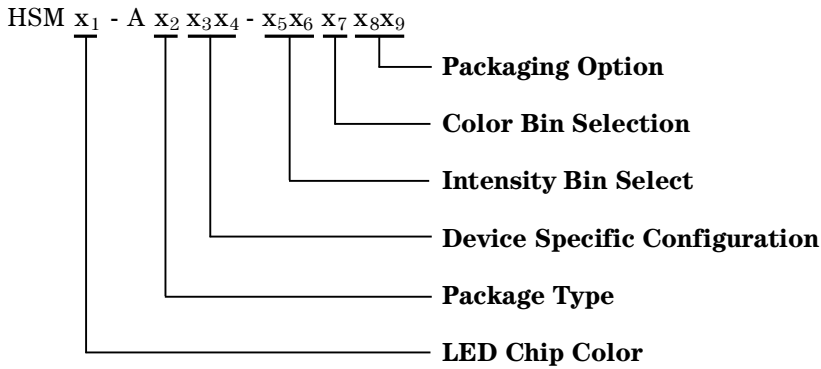 HSM x₁ - A x₂ x₃x₄ - x₅x₆ x₇ x₈x₉
Packaging Option
Color Bin Selection
Intensity Bin Select
Device Specific Configuration
Package Type
LED Chip Color